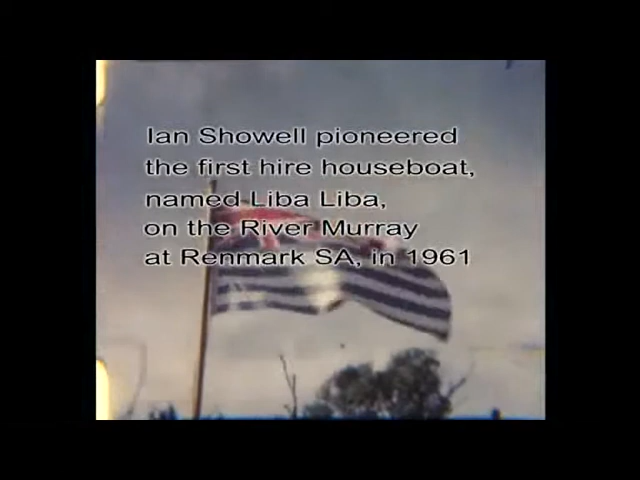 Ian Showell pioneered
the first hire houseboat,
named Liba Liba,
on the River Murray
at Renmark SA, in 1961